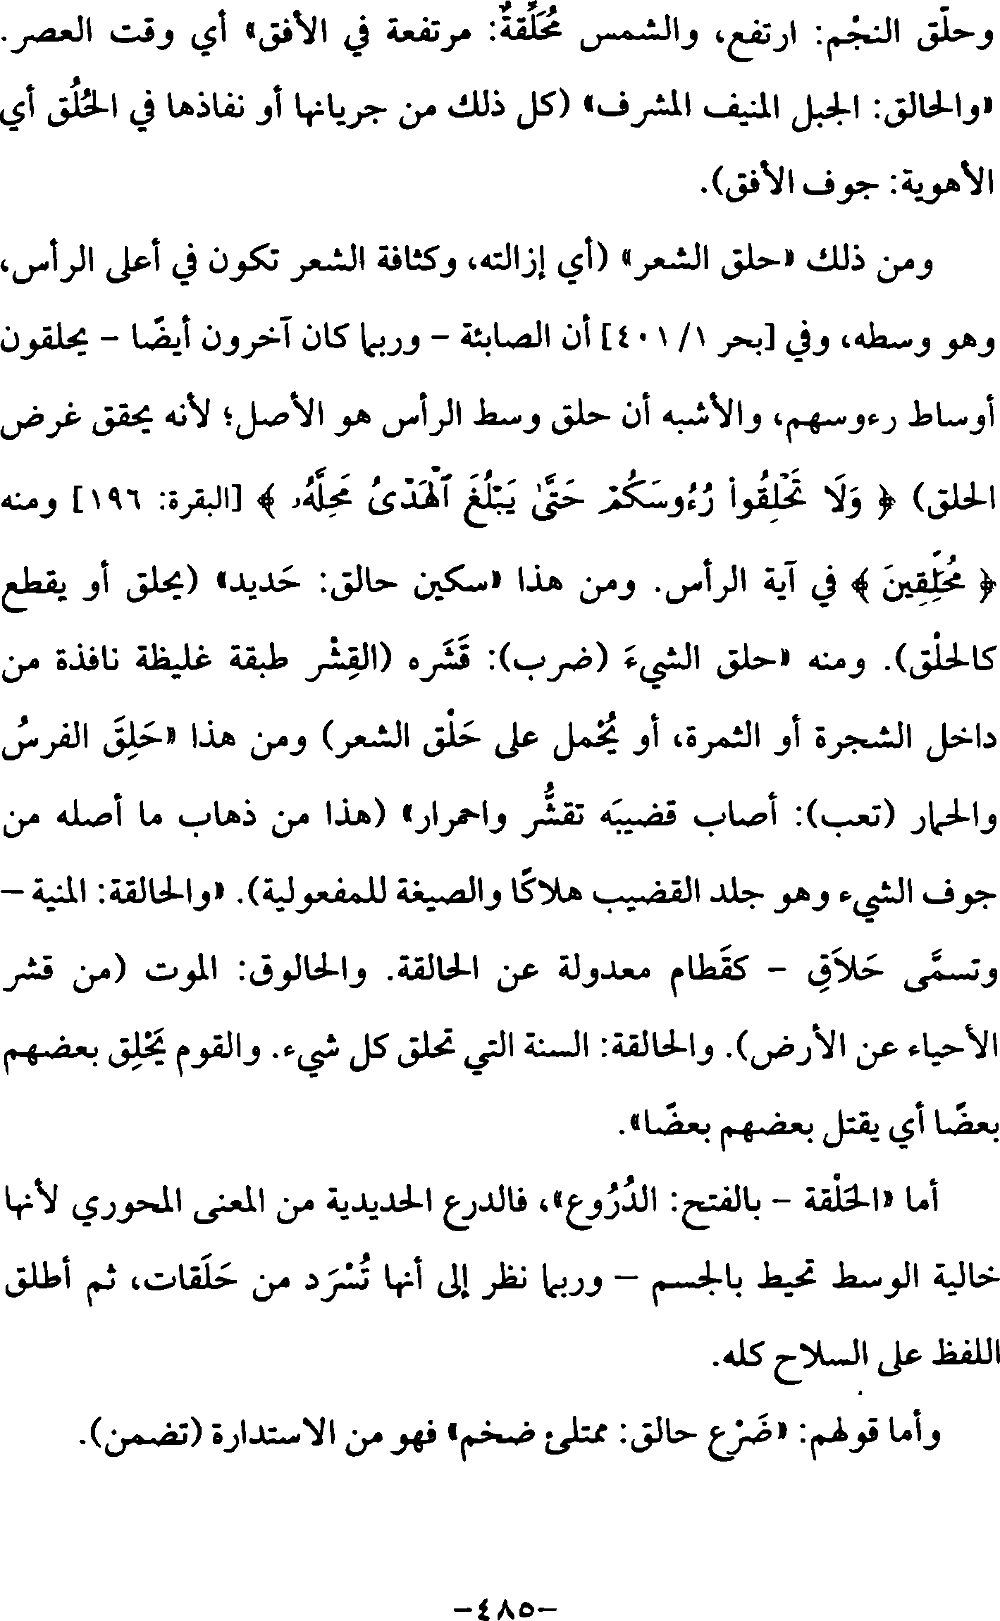 وحلّق النجْم: ارتفع، والشمس مُحَلِّقةٌ: مرتفعة في الأفق» أي وقت العصر.
«والحالق: الجبل المنيف المشرف» (كل ذلك من جريانها أو نفاذها في الحُلُق أي
الأهوية: جوف الأفق).
ومن ذلك «حلق الشعر» (أي إزالته، وكثافة الشعر تكون في أعلى الرأس،
وهو وسطه، وفي [بحر ١/ ٤٠١] أن الصابئة – وربما كان آخرون أيضًا – يحلقون
أوساط رءوسهم، والأشبه أن حلق وسط الرأس هو الأصل؛ لأنه يحقق غرض
الحلق) ﴿ وَلَا تَحْلِقُواْ رُءُوسَكُمْ حَتَّىٰ يَبْلُغَ ٱلْهَدْىُ مَحِلَّهُۥ ﴾ [البقرة: ١٩٦] ومنه
﴿ مُحَلِّقِينَ ﴾ في آية الرأس. ومن هذا «سكين حالق: حَديد» (يحلق أو يقطع
كالحلْق). ومنه «حلق الشيءَ (ضرب): قَشَره (القِشْر طبقة غليظة نافذة من
داخل الشجرة أو الثمرة، أو يُحْمل على حَلْق الشعر) ومن هذا «حَلِقَ الفرسُ
والحمار (تعب): أصاب قضيبَه تقشُّر واحمرار» (هذا من ذهاب ما أصله من
جوف الشيء وهو جلد القضيب هلاكًا والصيغة للمفعولية). «والحالقة: المنية –
وتسمَّى حَلاَقِ – كقَطام معدولة عن الحالقة. والحالوق: الموت (من قشر
الأحياء عن الأرض). والحالقة: السنة التي تحلق كل شيء. والقوم يَحْلِق بعضهم
بعضًا أي يقتل بعضهم بعضًا».
أما «الحَلْقة – بالفتح: الدُرُوع»، فالدرع الحديدية من المعنى المحوري لأنها
خالية الوسط تحيط بالجسم – وربما نظر إلى أنها تُسْرَد من حَلَقات، ثم أطلق
اللفظ على السلاح كله.
وأما قولهم: «ضَرْع حالق: ممتلئ ضخم» فهو من الاستدارة (تضمن).
-٤٨٥-